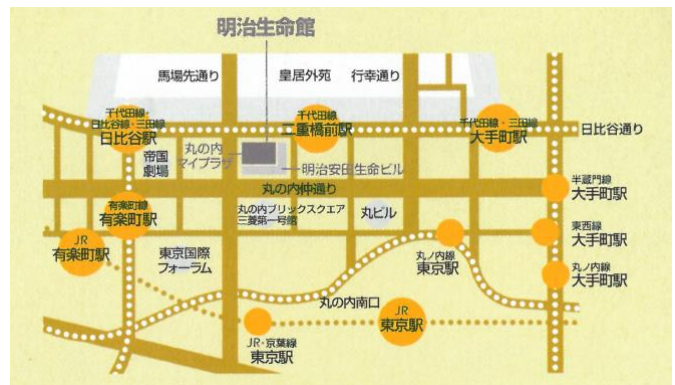 明治生命館
馬場先通り
皇居外苑
行幸通り
千代田線・
日比谷線・三田線
日比谷駅
千代田線
二重橋前駅
千代田線・三田線
大手町駅
日比谷通り
帝国
劇場
丸の内
マイプラザ
明治安田生命ビル
丸の内仲通り
半蔵門線
大手町駅
有楽町線
有楽町駅
丸の内ブリックスクエア
三菱第一号館
丸ビル
東西線
大手町駅
JR
有楽町駅
東京国際
フォーラム
丸ノ内線
東京駅
丸ノ内線
大手町駅
丸の内南口
JR
東京駅
JR・京葉線
東京駅